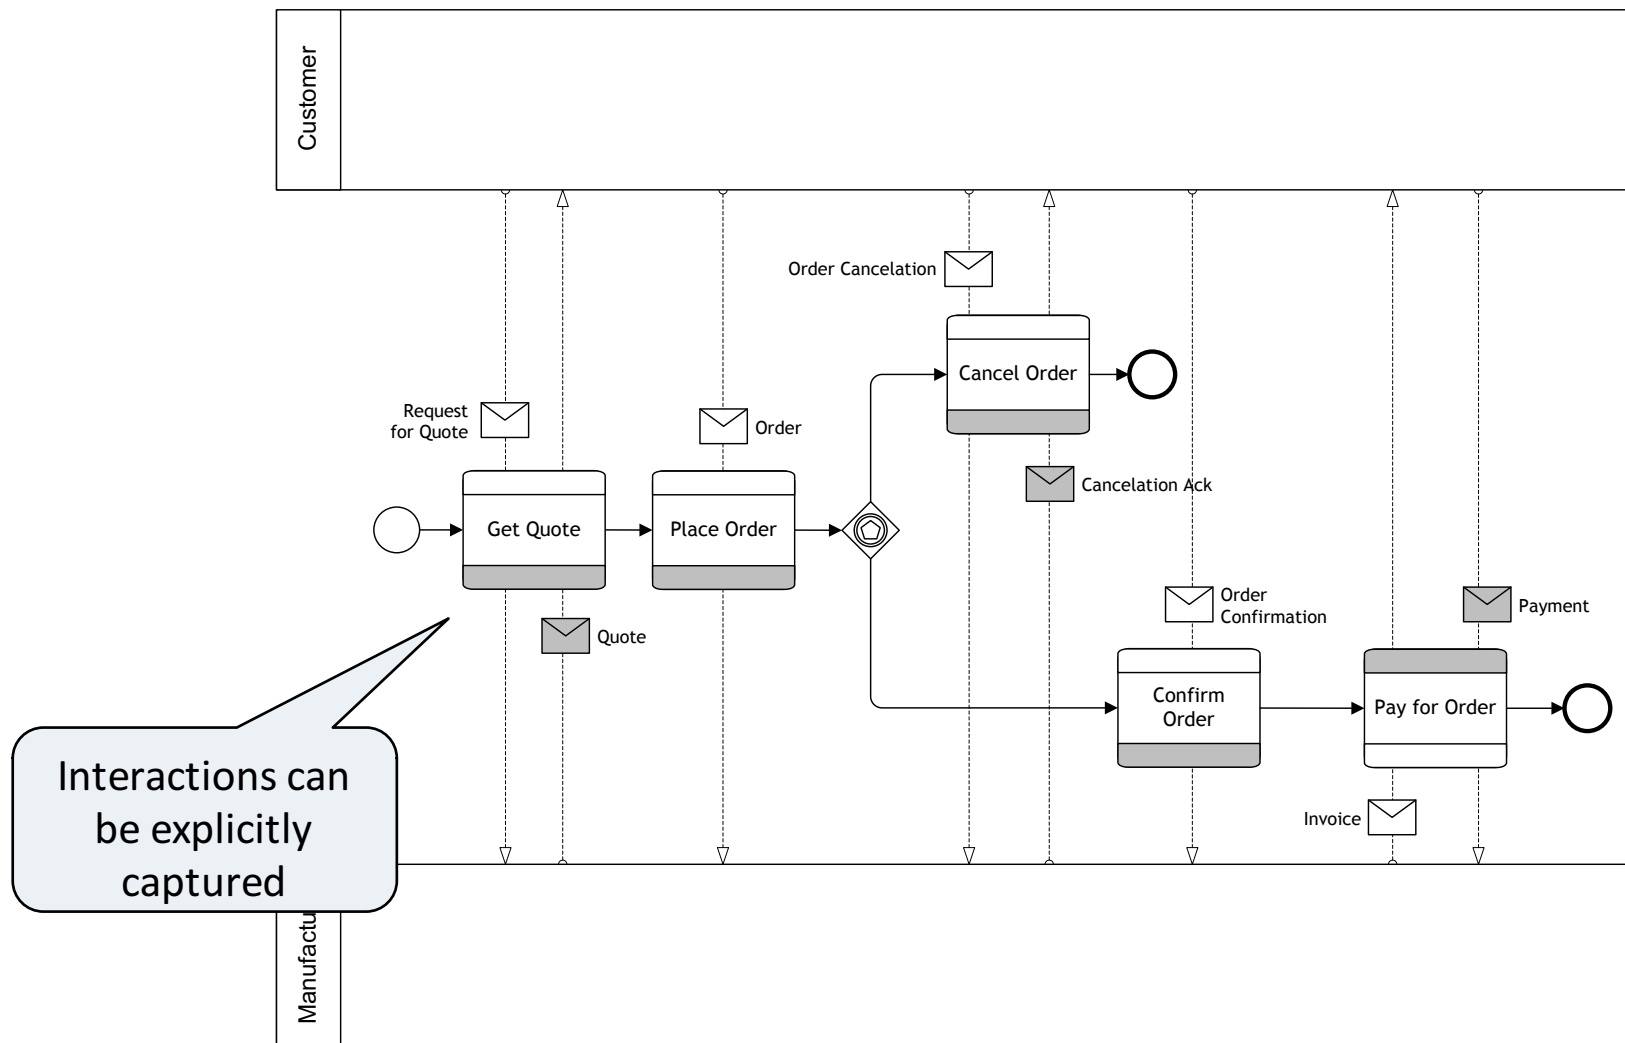 Customer
Order Cancelation
Cancel Order
Request
for Quote
Order
Cancelation Ack
Get Quote
Place Order
Order
Confirmation
Payment
Quote
Confirm
Order
Pay for Order
Invoice
Interactions can
be explicitly
captured
Manufactu